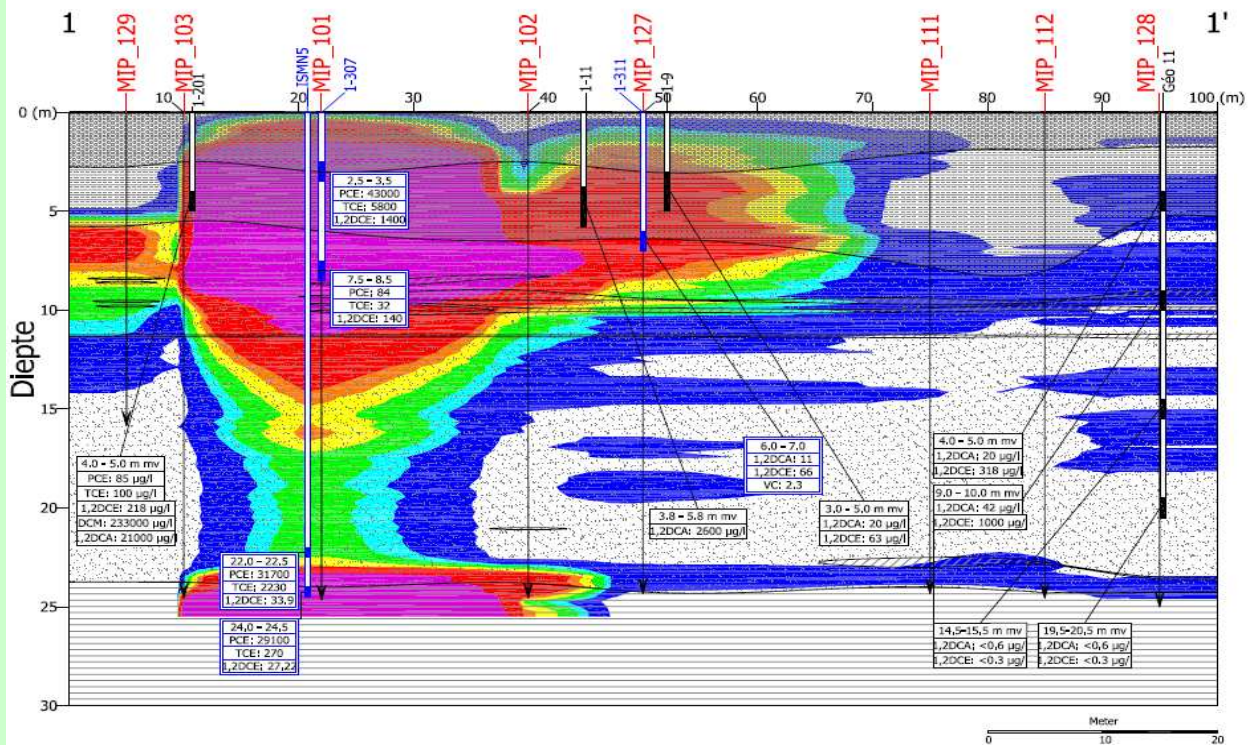 1
1'
MIP_129
MIP_103
1-201
ISMN5
MIP_101
1-307
MIP_102
1-11
1-311
MIP_127
1-9
MIP_111
MIP_112
MIP_128
Géo 11
0 (m) 10 20 30 40 50 60 70 80 90 100 (m)
5
10
15
20
25
30
Diepte
2,5 - 3,5
PCE: 43000
TCE: 5800
1,2DCE: 1400
7.5 - 8,5
PCE; 84
TCE: 32
1,2DCE: 140
4.0 - 5.0 m mv
PCE: 85 µg/l
TCE: 100 µg/l
1,2DCE: 218 µg/l
DCM: 233000 µg/l
1,2DCA: 21000 µg/l
22,0 - 22,5
PCE: 31700
TCE; 2230
1,2DCE: 33,9
24,0 - 24,5
PCE: 29100
TCE: 270
1,2DCE; 27,22
3.8 - 5.8 m mv
1,2DCA: 2600 µg/l
6.0 - 7.0
1,2DCA: 11
1,2DCE: 66
VC: 2.3
3.0 - 5.0 m mv
1,2DCA: 20 µg/l
1,2DCE: 63 µg/l
4.0 - 5.0 m mv
1,2DCA; 20 µg/l
1,2DCE: 318 µg/l
9.0 - 10.0 m mv
1,2DCA: 42 µg/l
1,2DCE: 1000 µg/l
14,5-15,5 m mv
1,2DCA; <0,6 µg/
1,2DCE: <0.3 µg/
19,5-20,5 m mv
1,2DCA: <0,6 µg/
1,2DCE: <0.3 µg/
Meter
0 10 20